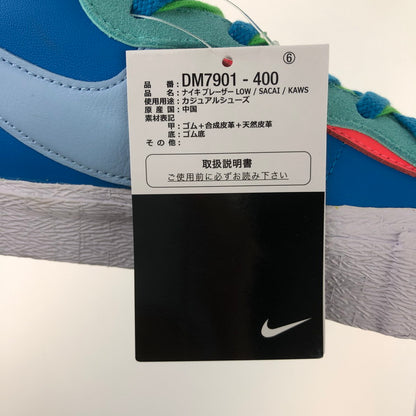 ⑥
品番：DM7901 - 400
品名：ナイキ ブレーザー LOW / SACAI / KAWS
使用用途：カジュアルシューズ
原産国：中国
素材表記
甲：ゴム＋合成皮革＋天然皮革
底：ゴム底
その他：
取扱説明書
ご使用前に必ずお読み下さい